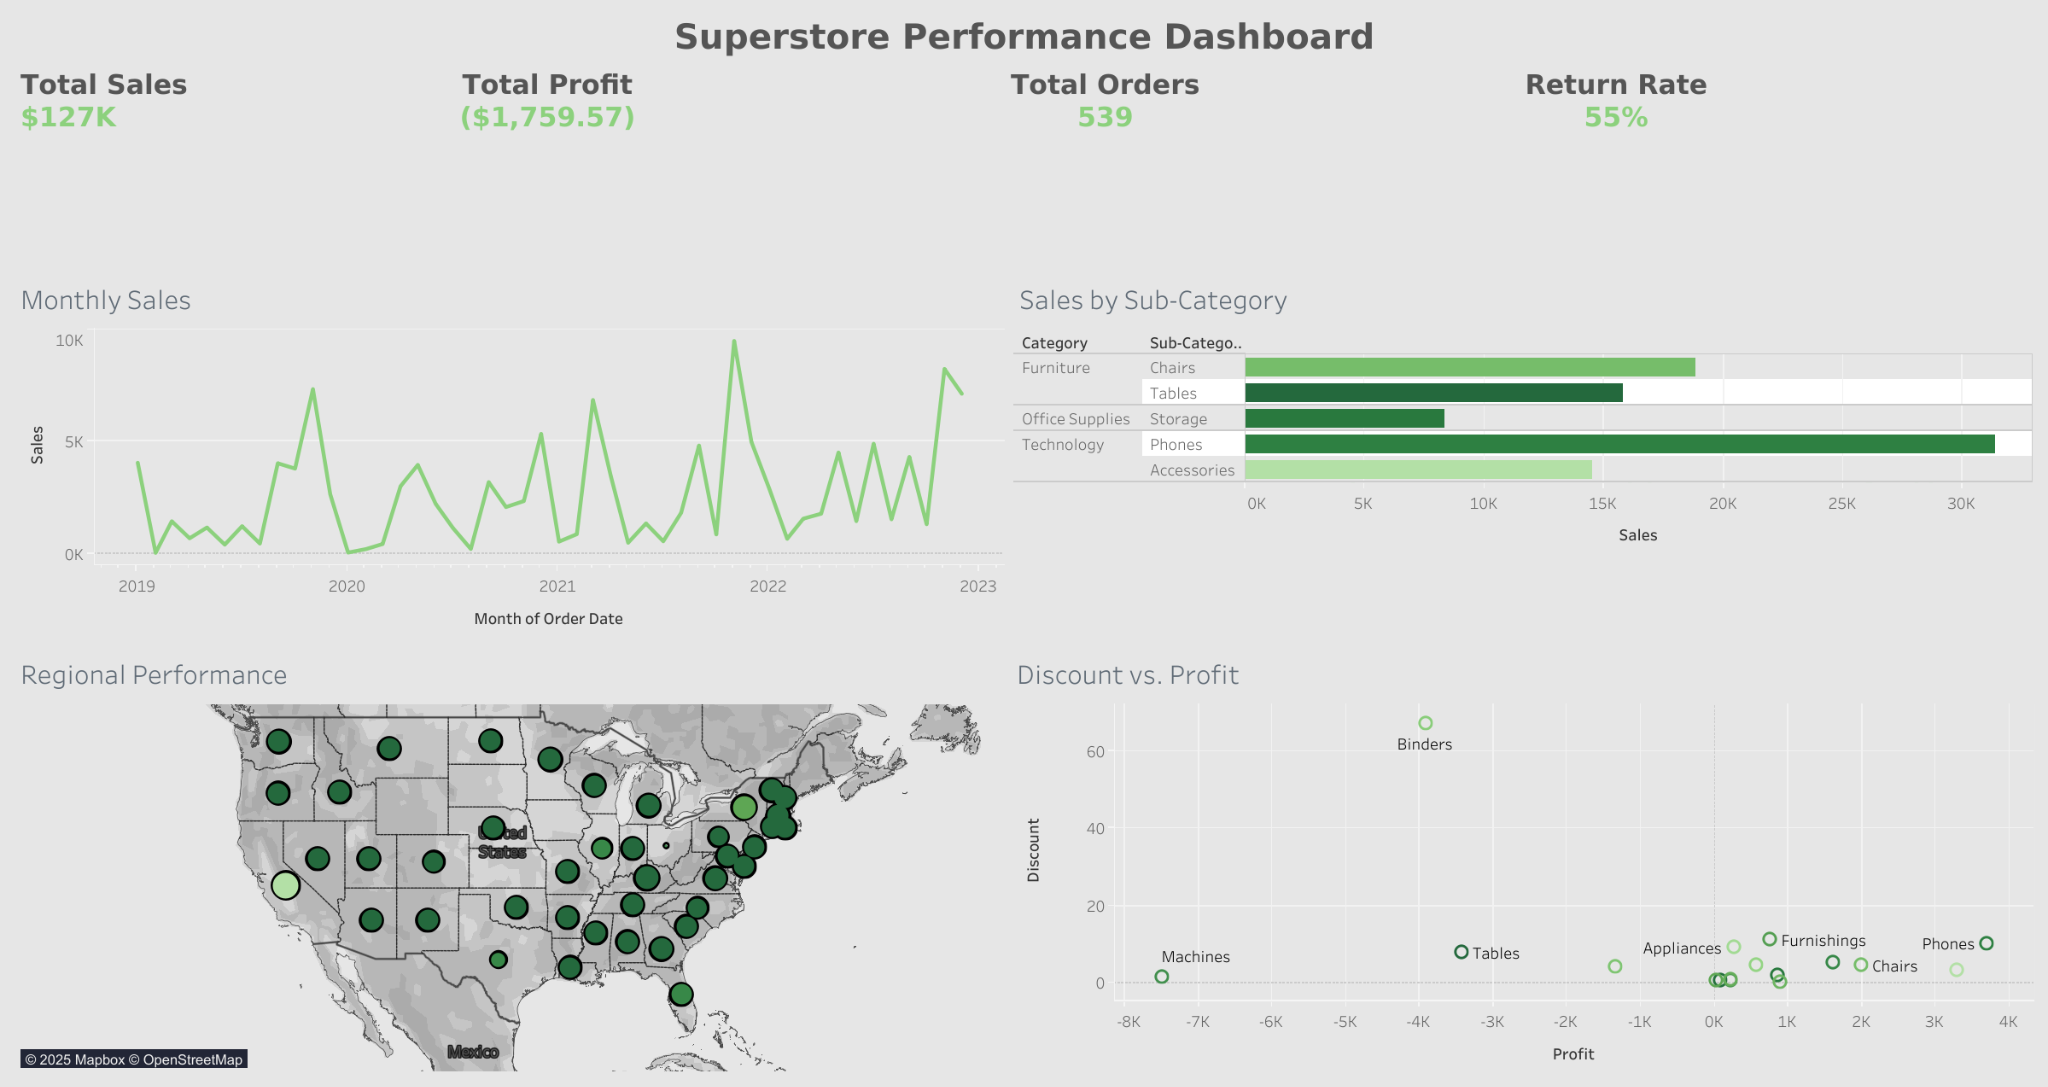 Superstore Performance Dashboard
Total Sales
$127K
Total Profit
($1,759.57)
Total Orders
539
Return Rate
55%
Monthly Sales
10K
5K
0K
Sales
2019 2020 2021 2022 2023
Month of Order Date
Sales by Sub-Category
Category Sub-Catego..
Furniture Chairs
Tables
Office Supplies Storage
Technology Phones
Accessories
0K 5K 10K 15K 20K 25K 30K
Sales
Regional Performance
United
States
Mexico
© 2025 Mapbox © OpenStreetMap
Discount vs. Profit
60
40
20
0
Discount
Binders
Machines
Tables
Appliances
Furnishings
Phones
Chairs
-8K -7K -6K -5K -4K -3K -2K -1K 0K 1K 2K 3K 4K
Profit